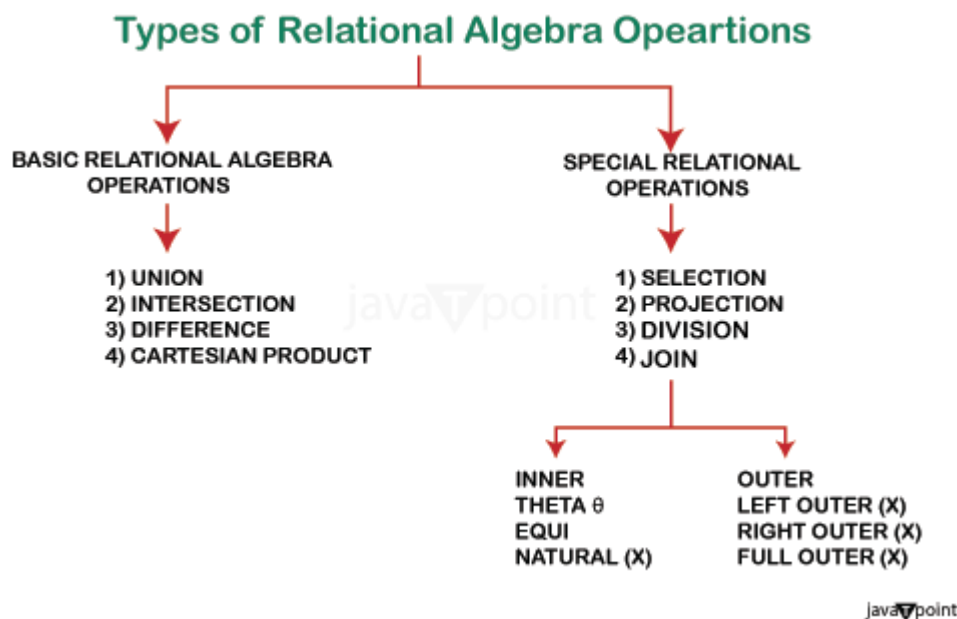 Types of Relational Algebra Opeartions
BASIC RELATIONAL ALGEBRA
OPERATIONS
SPECIAL RELATIONAL
OPERATIONS
1) UNION
2) INTERSECTION
3) DIFFERENCE
4) CARTESIAN PRODUCT
javaTpoint
1) SELECTION
2) PROJECTION
3) DIVISION
4) JOIN
INNER
THETA θ
EQUI
NATURAL (X)
OUTER
LEFT OUTER (X)
RIGHT OUTER (X)
FULL OUTER (X)
javaTpoint